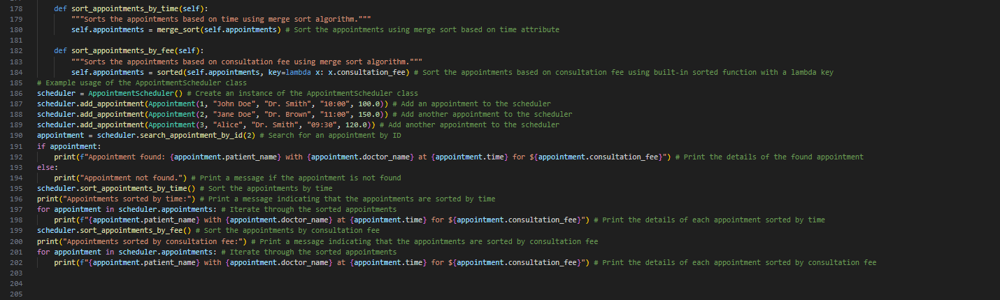 178 def sort_appointments_by_time(self):
179 """Sorts the appointments based on time using merge sort algorithm."""
180 self.appointments = merge_sort(self.appointments) # Sort the appointments using merge sort based on time attribute
181
182 def sort_appointments_by_fee(self):
183 """Sorts the appointments based on consultation fee using merge sort algorithm."""
184 self.appointments = sorted(self.appointments, key=lambda x: x.consultation_fee) # Sort the appointments based on consultation fee using built-in sorted function with a lambda key
185 # Example usage of the AppointmentScheduler class
186 scheduler = AppointmentScheduler() # Create an instance of the AppointmentScheduler class
187 scheduler.add_appointment(Appointment(1, "John Doe", "Dr. Smith", "10:00", 100.0)) # Add an appointment to the scheduler
188 scheduler.add_appointment(Appointment(2, "Jane Doe", "Dr. Brown", "11:00", 150.0)) # Add another appointment to the scheduler
189 scheduler.add_appointment(Appointment(3, "Alice", "Dr. Smith", "09:30", 120.0)) # Add another appointment to the scheduler
190 appointment = scheduler.search_appointment_by_id(2) # Search for an appointment by ID
191 if appointment:
192 print(f"Appointment found: {appointment.patient_name} with {appointment.doctor_name} at {appointment.time} for ${appointment.consultation_fee}") # Print the details of the found appointment
193 else:
194 print("Appointment not found.") # Print a message if the appointment is not found
195 scheduler.sort_appointments_by_time() # Sort the appointments by time
196 print("Appointments sorted by time:") # Print a message indicating that the appointments are sorted by time
197 for appointment in scheduler.appointments: # Iterate through the sorted appointments
198 print(f"{appointment.patient_name} with {appointment.doctor_name} at {appointment.time} for ${appointment.consultation_fee}") # Print the details of each appointment sorted by time
199 scheduler.sort_appointments_by_fee() # Sort the appointments by consultation fee
200 print("Appointments sorted by consultation fee:") # Print a message indicating that the appointments are sorted by consultation fee
201 for appointment in scheduler.appointments: # Iterate through the sorted appointments
202 print(f"{appointment.patient_name} with {appointment.doctor_name} at {appointment.time} for ${appointment.consultation_fee}") # Print the details of each appointment sorted by consultation fee
203
204
205